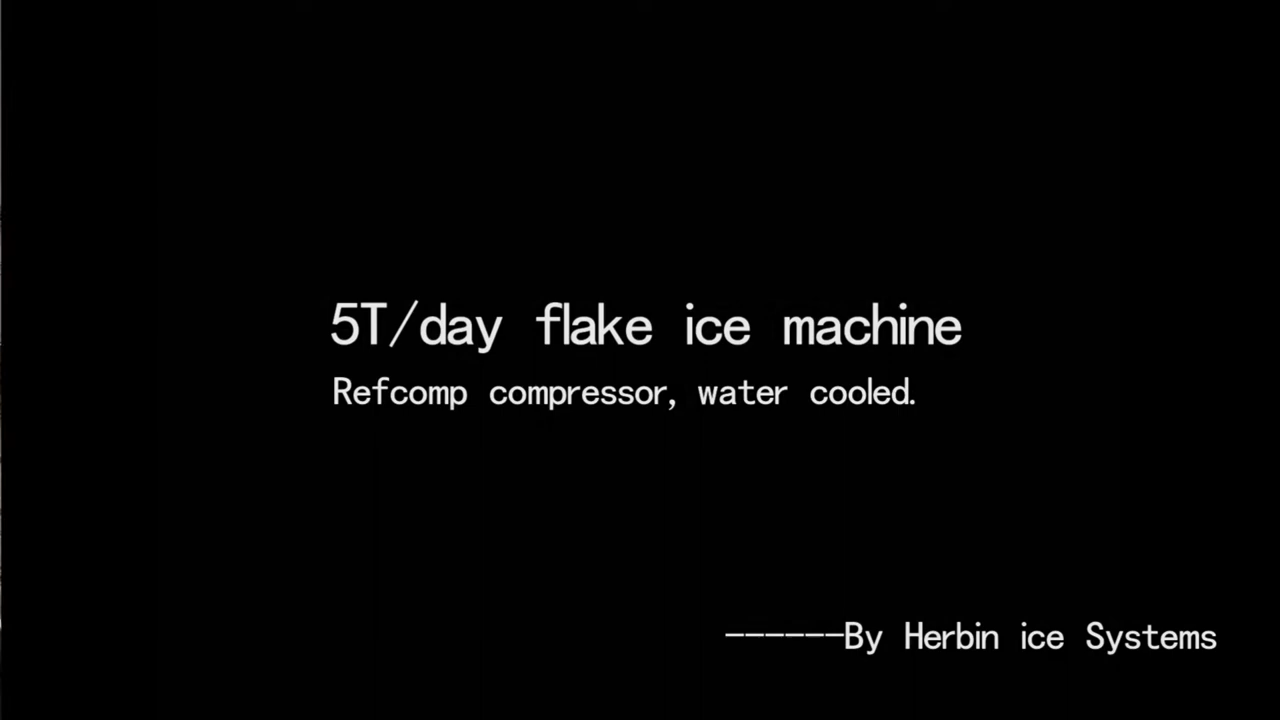 5T/day flake ice machine
Refcomp compressor, water cooled.
------By Herbin ice Systems